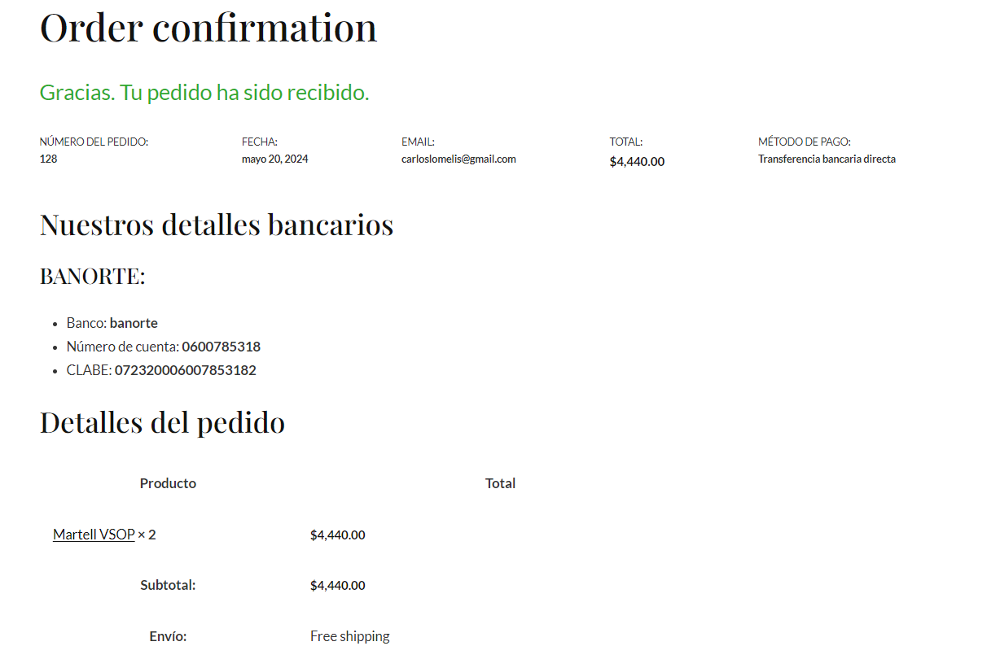 Order confirmation
Gracias. Tu pedido ha sido recibido.
NÚMERO DEL PEDIDO: FECHA: EMAIL: TOTAL: MÉTODO DE PAGO:
128 mayo 20, 2024 carloslomelis@gmail.com $4,440.00 Transferencia bancaria directa
Nuestros detalles bancarios
BANORTE:
• Banco: banorte
• Número de cuenta: 0600785318
• CLABE: 072320006007853182
Detalles del pedido
Producto Total
Martell VSOP × 2 $4,440.00
Subtotal: $4,440.00
Envío: Free shipping